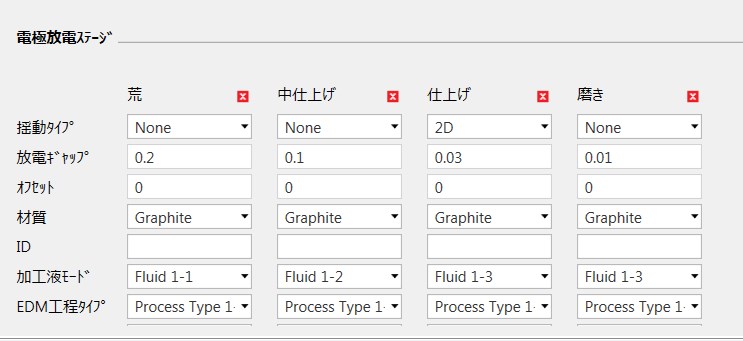 電極放電ｽﾃｰｼﾞ
荒 中仕上げ 仕上げ 磨き
揺動ﾀｲﾌﾟ None None 2D None
放電ｷﾞｬｯﾌﾟ 0.2 0.1 0.03 0.01
ｵﾌｾｯﾄ 0 0 0 0
材質 Graphite Graphite Graphite Graphite
ID
加工液ﾓｰﾄﾞ Fluid 1-1 Fluid 1-2 Fluid 1-3 Fluid 1-3
EDM工程ﾀｲﾌﾟ Process Type 1- Process Type 1- Process Type 1- Process Type 1-